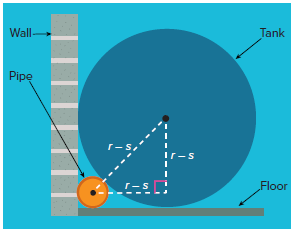 Wall
Tank
Pipe
r – s
r – s
r – s
Floor